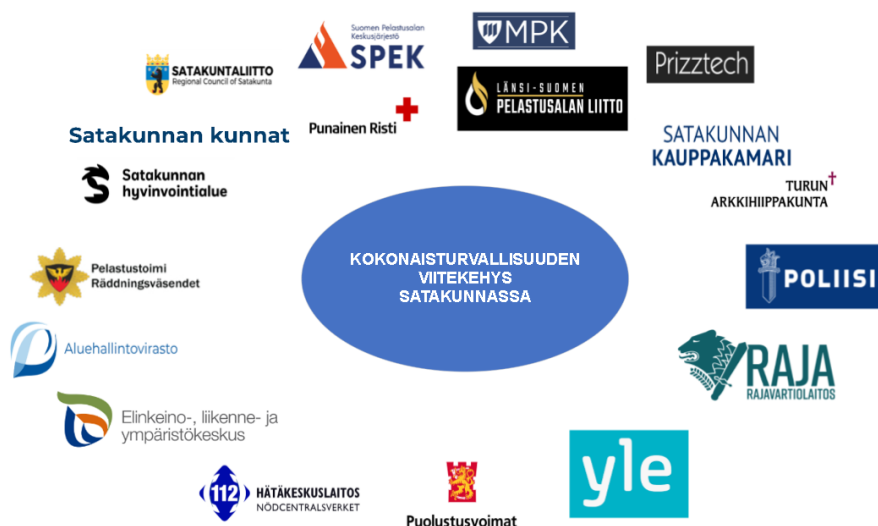 Suomen Pelastusalan
Keskusjärjestö
SPEK
MPK
Prizztech
SATAKUNTALIITTO
Regional Council of Satakunta
LÄNSI-SUOMEN
PELASTUSALAN LIITTO
Punainen Risti
Satakunnan kunnat
SATAKUNNAN
KAUPPAKAMARI
Satakunnan
hyvinvointialue
TURUN
ARKKIHIIPPAKUNTA
KOKONAISTURVALLISUUDEN
VIITEKEHYS
SATAKUNNASSA
Pelastustoimi
Räddningsväsendet
POLIISI
Aluehallintovirasto
RAJA
RAJAVARTIOLAITOS
Elinkeino-, liikenne- ja
ympäristökeskus
yle
112
HÄTÄKESKUSLAITOS
NÖDCENTRALSVERKET
Puolustusvoimat